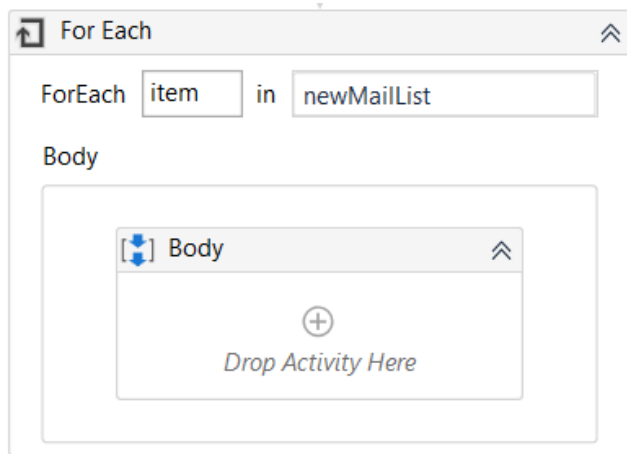 For Each
ForEach item in newMailList
Body
Body
Drop Activity Here